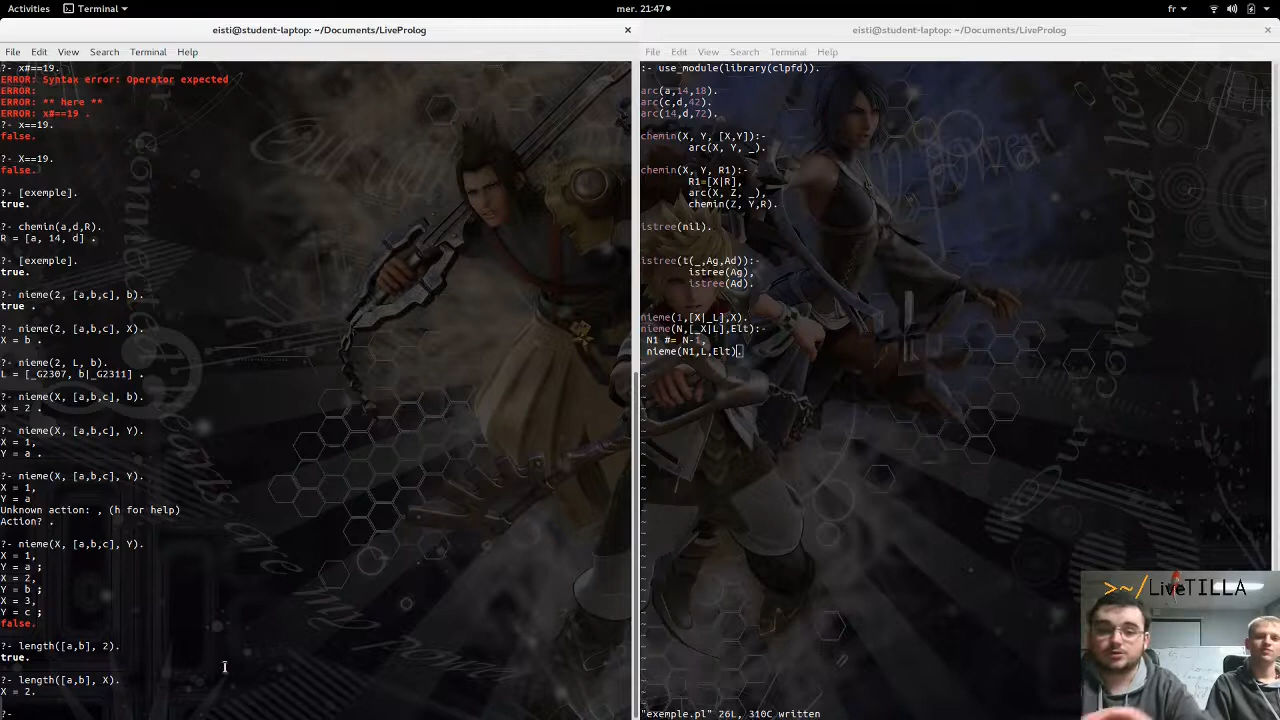 Activities Terminal mer. 21:47 fr
eisti@student-laptop: ~/Documents/LiveProlog
File Edit View Search Terminal Help
?- x#==19.
ERROR: Syntax error: Operator expected
ERROR:
ERROR: ** here **
ERROR: x#==19 .
?- x==19.
false.
?- X==19.
false.
?- [exemple].
true.
?- chemin(a,d,R).
R = [a, 14, d] .
?- [exemple].
true.
?- nieme(2, [a,b,c], b).
true .
?- nieme(2, [a,b,c], X).
X = b .
?- nieme(2, L, b).
L = [_G2307, b|_G2311] .
?- nieme(X, [a,b,c], b).
X = 2 .
?- nieme(X, [a,b,c], Y).
X = 1,
Y = a .
?- nieme(X, [a,b,c], Y).
X = 1,
Y = a
Unknown action: , (h for help)
Action? .
?- nieme(X, [a,b,c], Y).
X = 1,
Y = a ;
X = 2,
Y = b ;
X = 3,
Y = c ;
false.
?- length([a,b], 2).
true.
?- length([a,b], X).
X = 2.
?-
eisti@student-laptop: ~/Documents/LiveProlog
File Edit View Search Terminal Help
:- use_module(library(clpfd)).
arc(a,14,18).
arc(c,d,42).
arc(14,d,72).
chemin(X, Y, [X,Y]):-
arc(X, Y, _).
chemin(X, Y, R1):-
R1=[X|R],
arc(X, Z, _),
chemin(Z, Y,R).
istree(nil).
istree(t(_,Ag,Ad)):-
istree(Ag),
istree(Ad).
nieme(1,[X|_L],X).
nieme(N,[_X|L],Elt):-
N1 #= N-1,
nieme(N1,L,Elt).
"exemple.pl" 26L, 310C written
>~/LiveTILLA